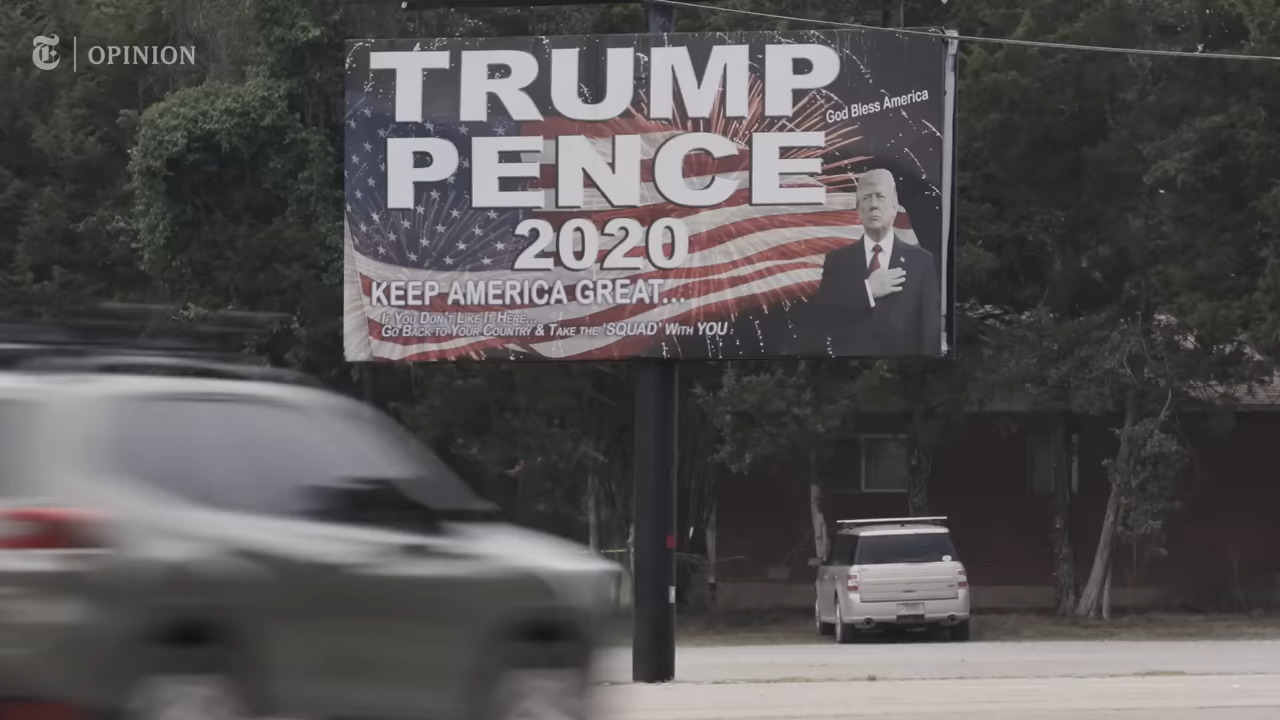 T | OPINION
TRUMP
God Bless America
PENCE
2020
KEEP AMERICA GREAT...
IF YOU DON'T LIKE IT HERE...
GO BACK TO YOUR COUNTRY & TAKE THE 'SQUAD' WITH YOU